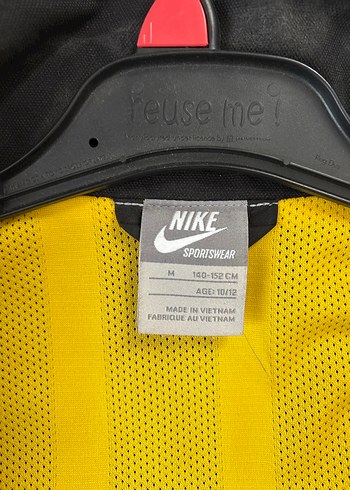 reuse me!
NIKE
SPORTSWEAR
M 140-152 CM
AGE: 10/12
MADE IN VIETNAM
FABRIQUE AU VIETNAM